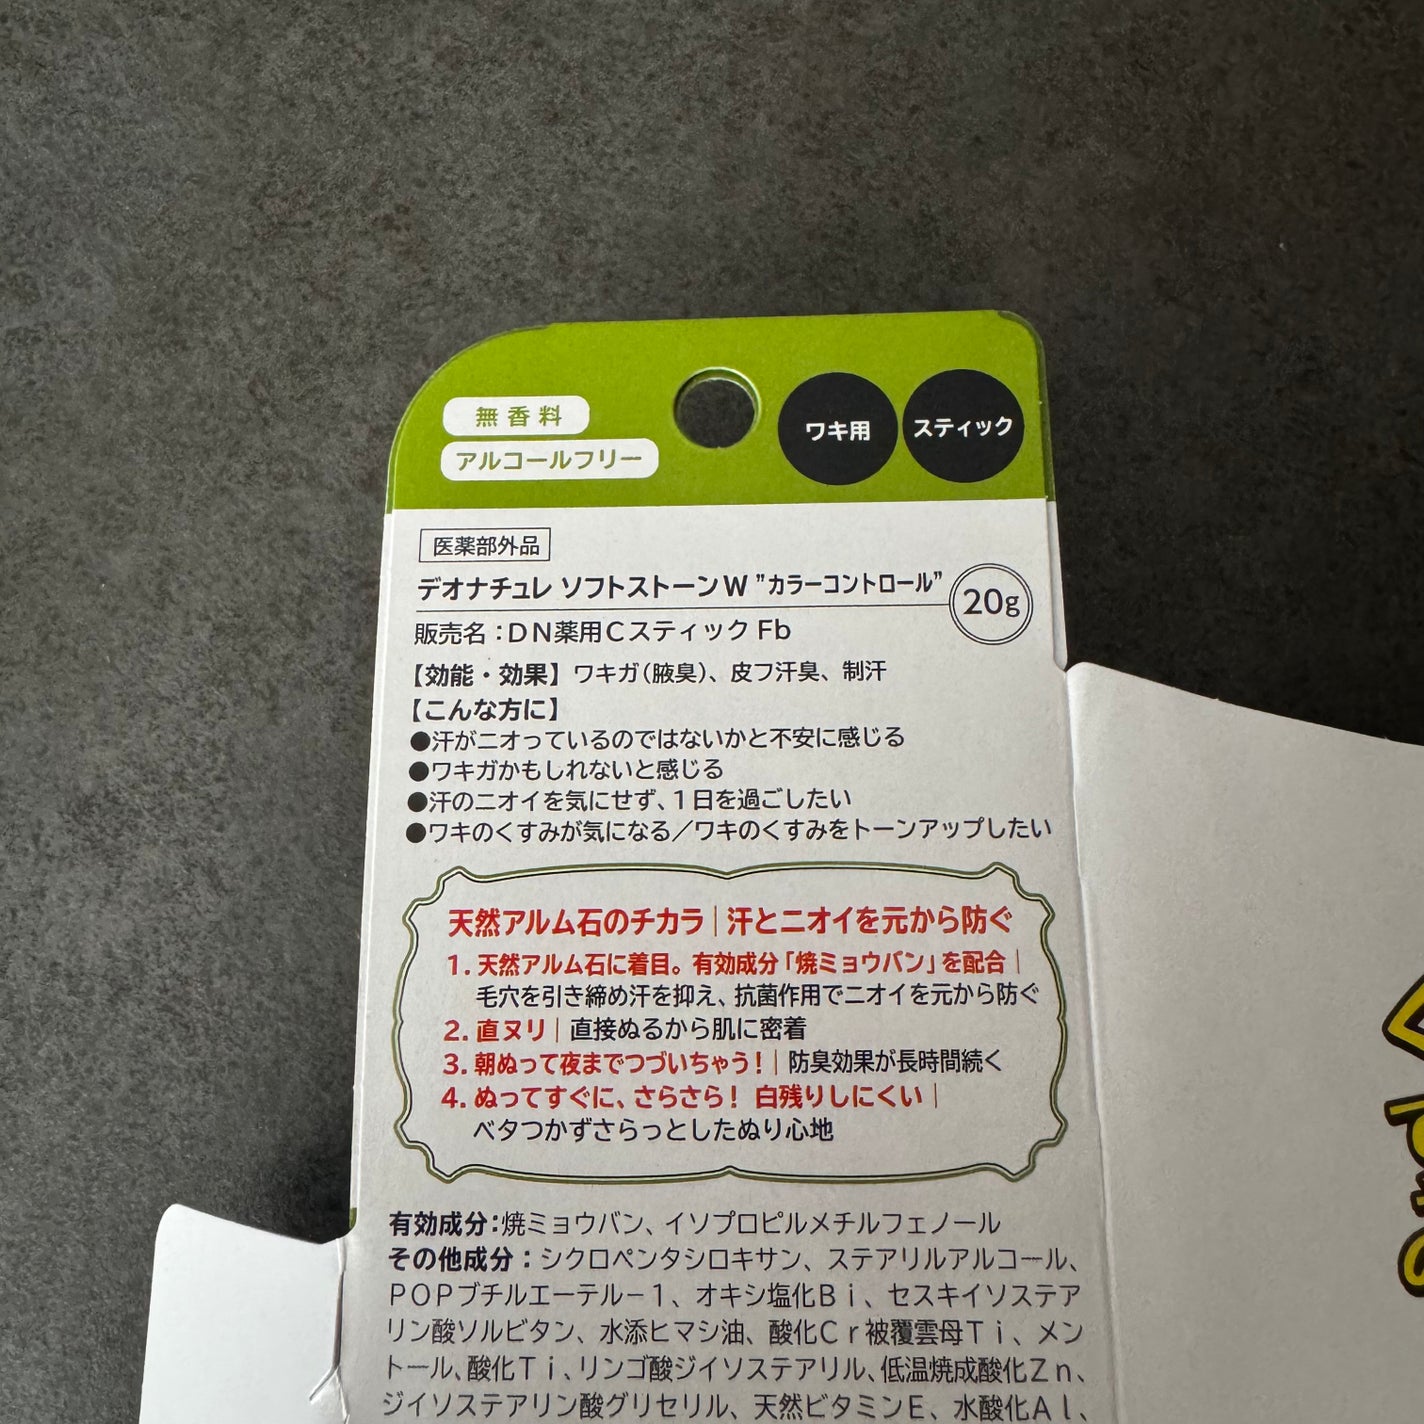 無香料
アルコールフリー
ワキ用
スティック
医薬部外品
デオナチュレ ソフトストーンW ”カラーコントロール”
20g
販売名：DN薬用Cスティック Fb
【効能・効果】ワキガ(腋臭)、皮フ汗臭、制汗
【こんな方に】
●汗がニオっているのではないかと不安に感じる
●ワキガかもしれないと感じる
●汗のニオイを気にせず、1日を過ごしたい
●ワキのくすみが気になる／ワキのくすみをトーンアップしたい
天然アルム石のチカラ｜汗とニオイを元から防ぐ
1. 天然アルム石に着目。有効成分「焼ミョウバン」を配合｜
毛穴を引き締め汗を抑え、抗菌作用でニオイを元から防ぐ
2. 直ヌリ｜直接ぬるから肌に密着
3. 朝ぬって夜までつづいちゃう！｜防臭効果が長時間続く
4. ぬってすぐに、さらさら！ 白残りしにくい｜
ベタつかずさらっとしたぬり心地
有効成分：焼ミョウバン、イソプロピルメチルフェノール
その他成分：シクロペンタシロキサン、ステアリルアルコール、
POPブチルエーテル－1、オキシ塩化Bi、セスキイソステア
リン酸ソルビタン、水添ヒマシ油、酸化Cr被覆雲母Ti、メン
トール、酸化Ti、リンゴ酸ジイソステアリル、低温焼成酸化Zn、
ジイソステアリン酸グリセリル、天然ビタミンE、水酸化Al、